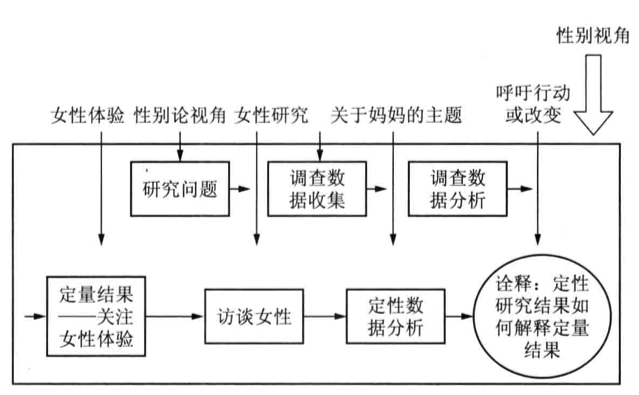 性别视角
女性体验
性别论视角
女性研究
关于妈妈的主题
呼吁行动
或改变
研究问题
调查数
据收集
调查数
据分析
定量结果
——关注
女性体验
访谈女性
定性数
据分析
诠释：定性
研究结果如
何解释定量
结果